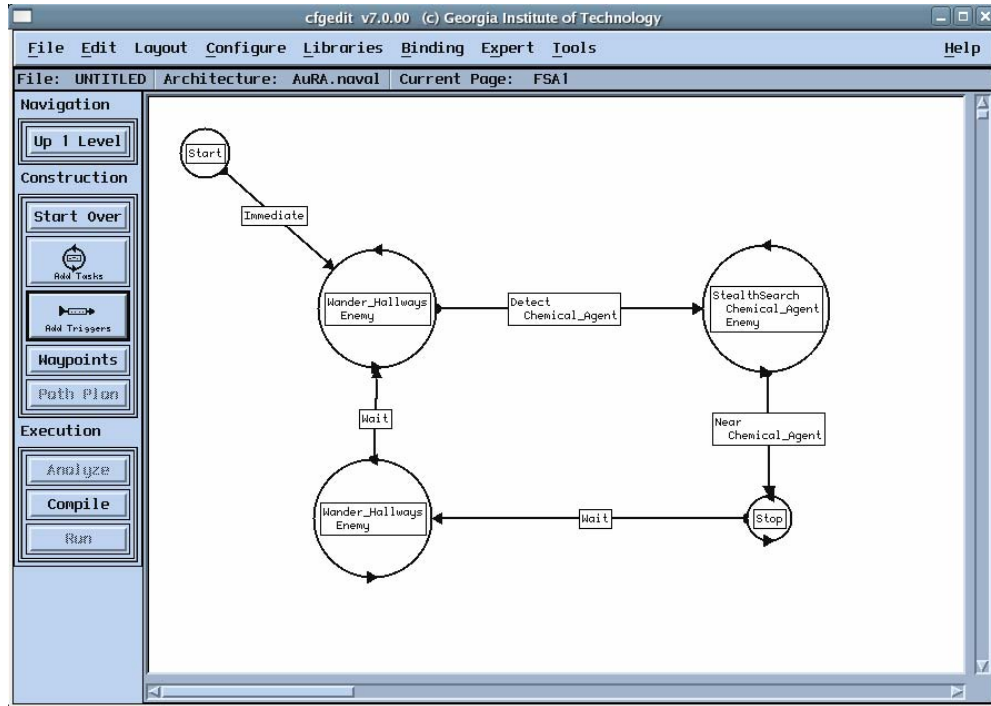 cfgedit v7.0.00 (c) Georgia Institute of Technology
File Edit Layout Configure Libraries Binding Expert Tools Help
File: UNTITLED Architecture: AuRA.naval Current Page: FSA1
Navigation
Up 1 Level
Construction
Start Over
Add Tasks
Add Triggers
Waypoints
Path Plan
Execution
Analyze
Compile
Run
Start
Immediate
Wander_Hallways
Enemy
Detect
Chemical_Agent
StealthSearch
Chemical_Agent
Enemy
Wait
Near
Chemical_Agent
Wander_Hallways
Enemy
Wait
Stop